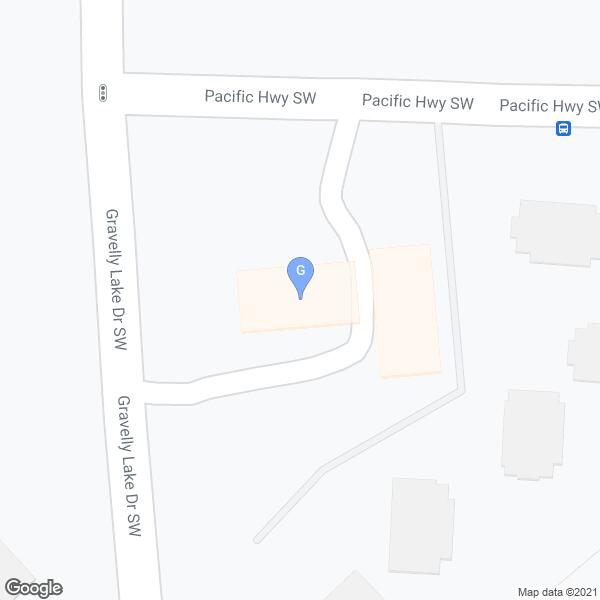 Pacific Hwy SW
Pacific Hwy SW
Pacific Hwy SW
Gravelly Lake Dr SW
G
Gravelly Lake Dr SW
Google
Map data ©2021